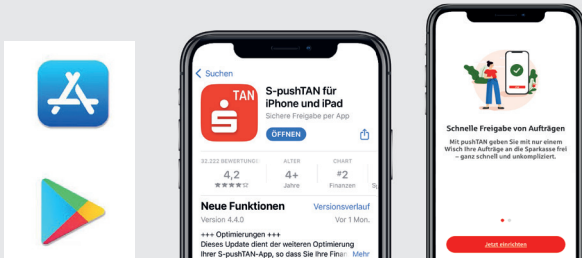 Suchen
TAN
S-pushTAN für
iPhone und iPad
Sichere Freigabe per App
ÖFFNEN
32.232 BEWERTUNGE
ALTER
CHART
4,2
4+
#2
Jahre
Finanzen
Neue Funktionen
Versionsverlauf
Version 4.4.0
Vor 1 Mon.
+++ Optimierungen +++
Dieses Update dient der weiteren Optimierung
Ihrer S-pushTAN-App, so dass Sie Ihre Finan
Mehr
Schnelle Freigabe von Aufträgen
Mit pushTAN geben Sie mit nur einem
Wisch Ihre Aufträge an die Sparkasse frei
– ganz schnell und unkompliziert.
Jetzt einrichten